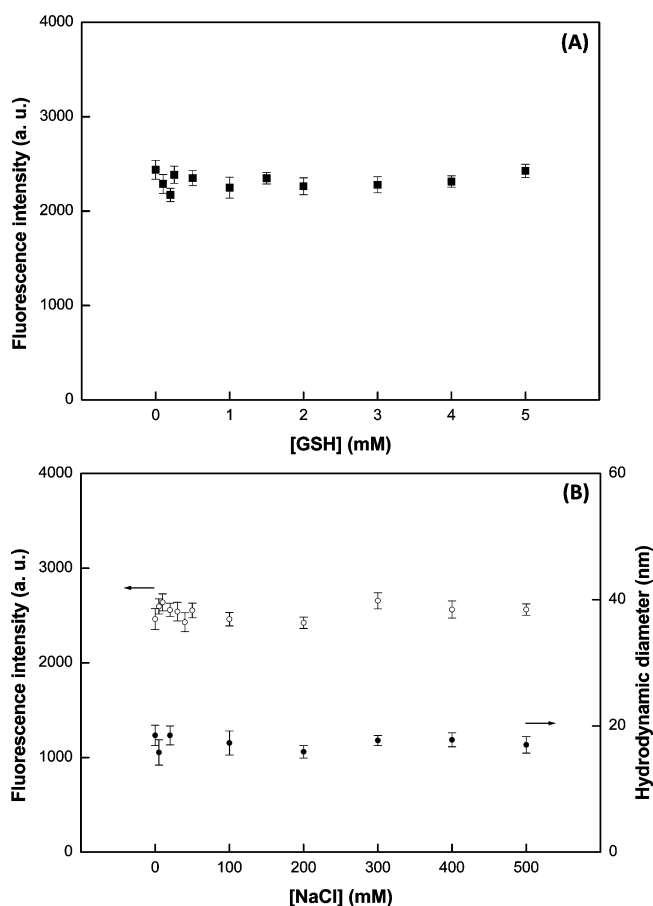 (A)
4000
3000
2000
1000
0
Fluorescence intensity (a. u.)
0 1 2 3 4 5
[GSH] (mM)
(B)
4000
3000
2000
1000
0
Fluorescence intensity (a. u.)
60
40
20
0
Hydrodynamic diameter (nm)
0 100 200 300 400 500
[NaCl] (mM)